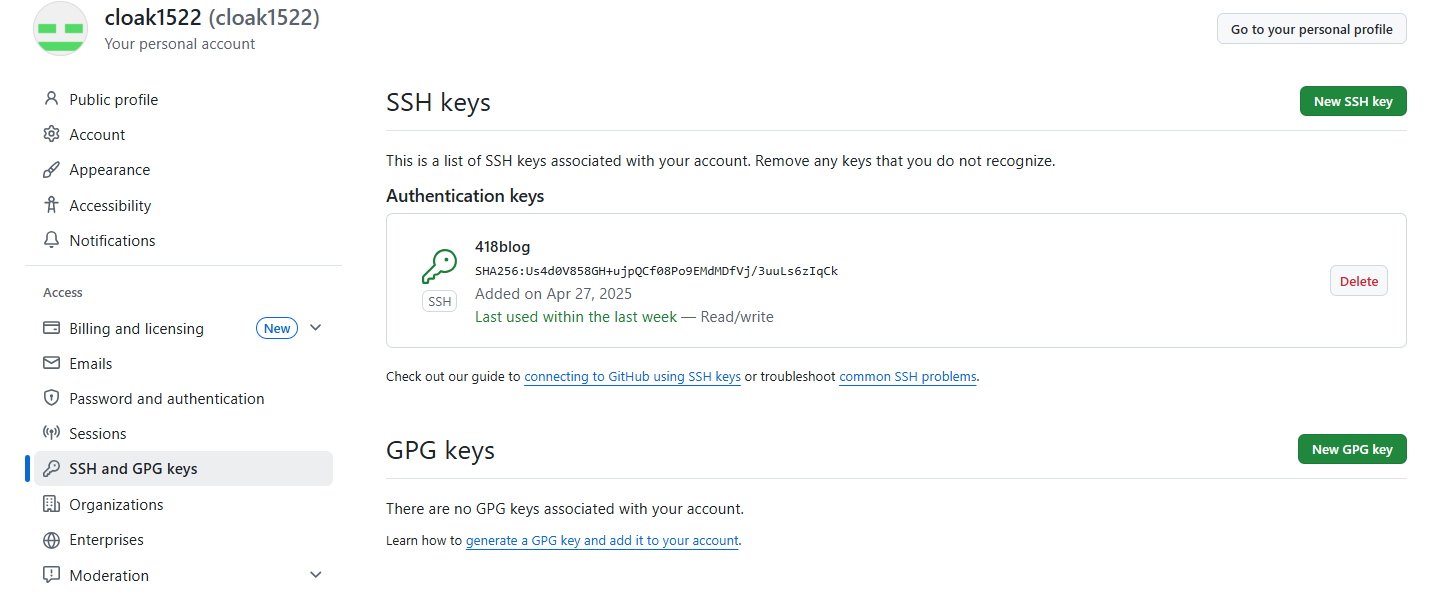 cloak1522 (cloak1522)
Your personal account
Go to your personal profile
Public profile
Account
Appearance
Accessibility
Notifications
Access
Billing and licensing New
Emails
Password and authentication
Sessions
SSH and GPG keys
Organizations
Enterprises
Moderation
SSH keys
New SSH key
This is a list of SSH keys associated with your account. Remove any keys that you do not recognize.
Authentication keys
418blog
SHA256:Us4d0V858GH+ujpQCf08Po9EMdMDfVj/3uuLs6zIqCk
SSH
Added on Apr 27, 2025
Last used within the last week — Read/write
Delete
Check out our guide to connecting to GitHub using SSH keys or troubleshoot common SSH problems.
GPG keys
New GPG key
There are no GPG keys associated with your account.
Learn how to generate a GPG key and add it to your account.